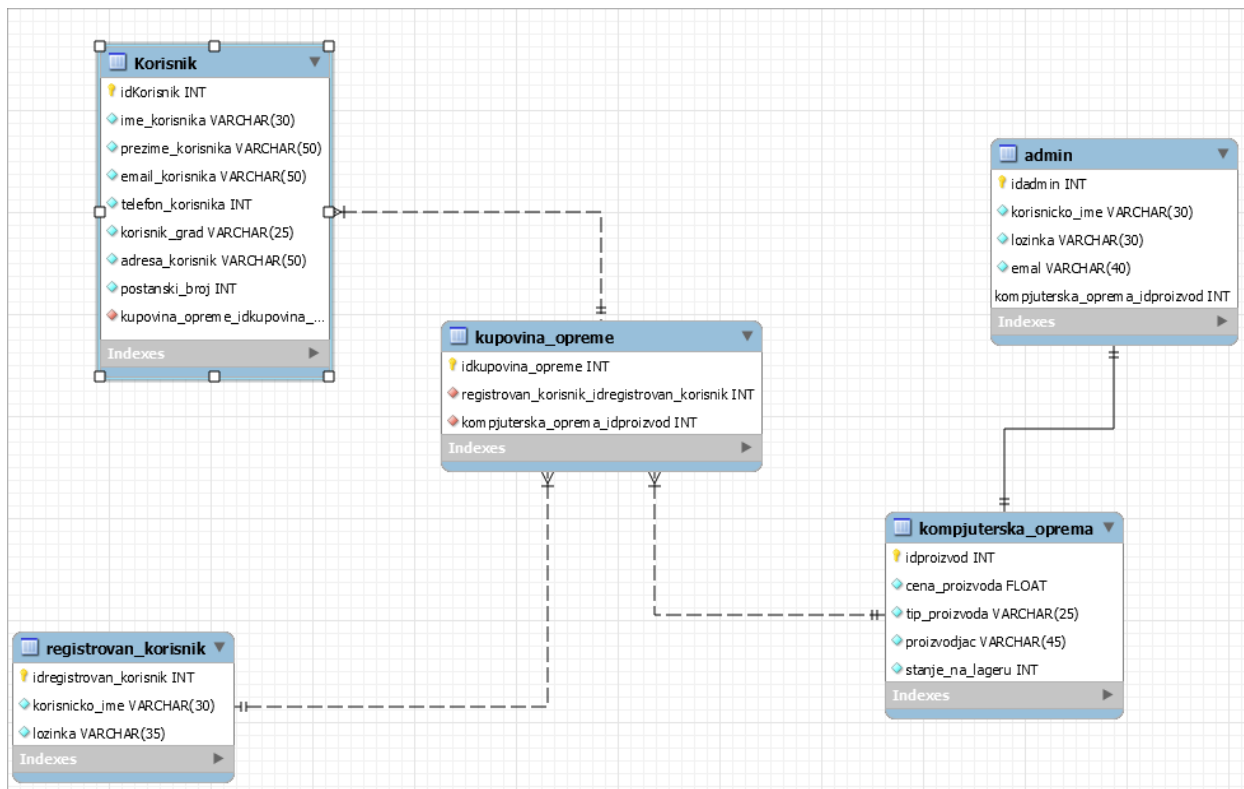 Korisnik
idKorisnik INT
ime_korisnika VARCHAR(30)
prezime_korisnika VARCHAR(50)
email_korisnika VARCHAR(50)
telefon_korisnika INT
korisnik_grad VARCHAR(25)
adresa_korisnik VARCHAR(50)
postanski_broj INT
kupovina_opreme_idkupovina_...
Indexes
admin
idadmin INT
korisnicko_ime VARCHAR(30)
lozinka VARCHAR(30)
emal VARCHAR(40)
kompjuterska_oprema_idproizvod INT
Indexes
kupovina_opreme
idkupovina_opreme INT
registrovan_korisnik_idregistrovan_korisnik INT
kompjuterska_oprema_idproizvod INT
Indexes
kompjuterska_oprema
idproizvod INT
cena_proizvoda FLOAT
tip_proizvoda VARCHAR(25)
proizvodjac VARCHAR(45)
stanje_na_lageru INT
Indexes
registrovan_korisnik
idregistrovan_korisnik INT
korisnicko_ime VARCHAR(30)
lozinka VARCHAR(35)
Indexes